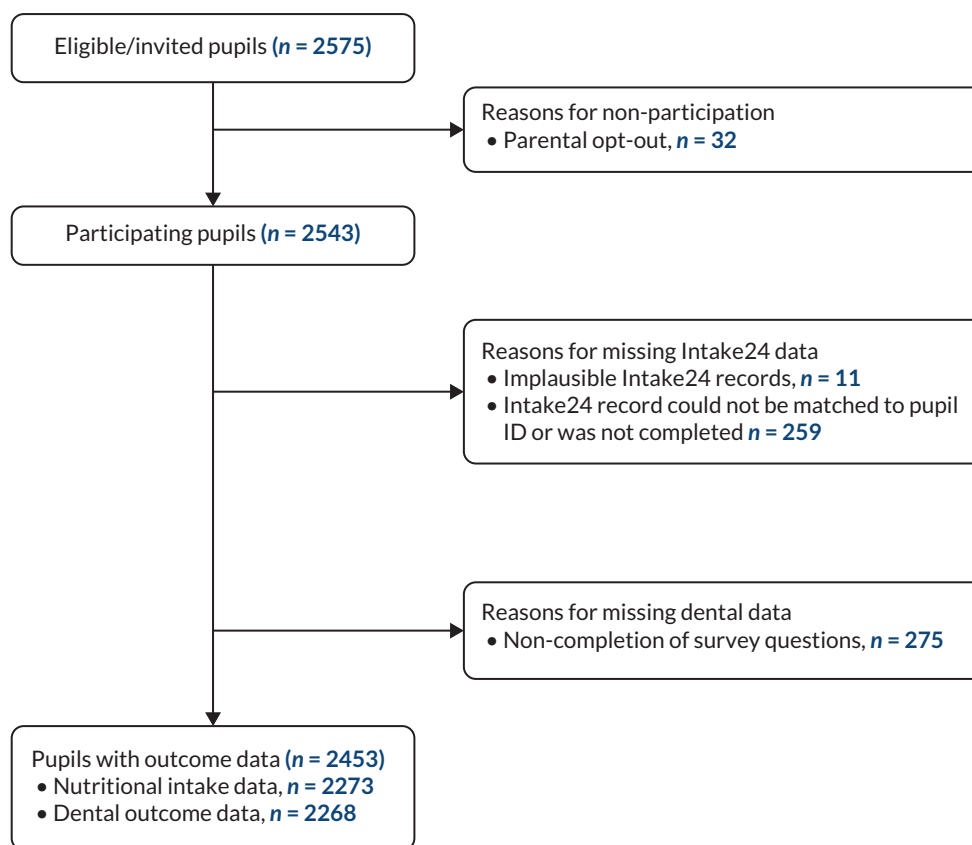 Eligible/invited pupils (n = 2575)
Reasons for non-participation
• Parental opt-out, n = 32
Participating pupils (n = 2543)
Reasons for missing Intake24 data
• Implausible Intake24 records, n = 11
• Intake24 record could not be matched to pupil
ID or was not completed n = 259
Reasons for missing dental data
• Non-completion of survey questions, n = 275
Pupils with outcome data (n = 2453)
• Nutritional intake data, n = 2273
• Dental outcome data, n = 2268